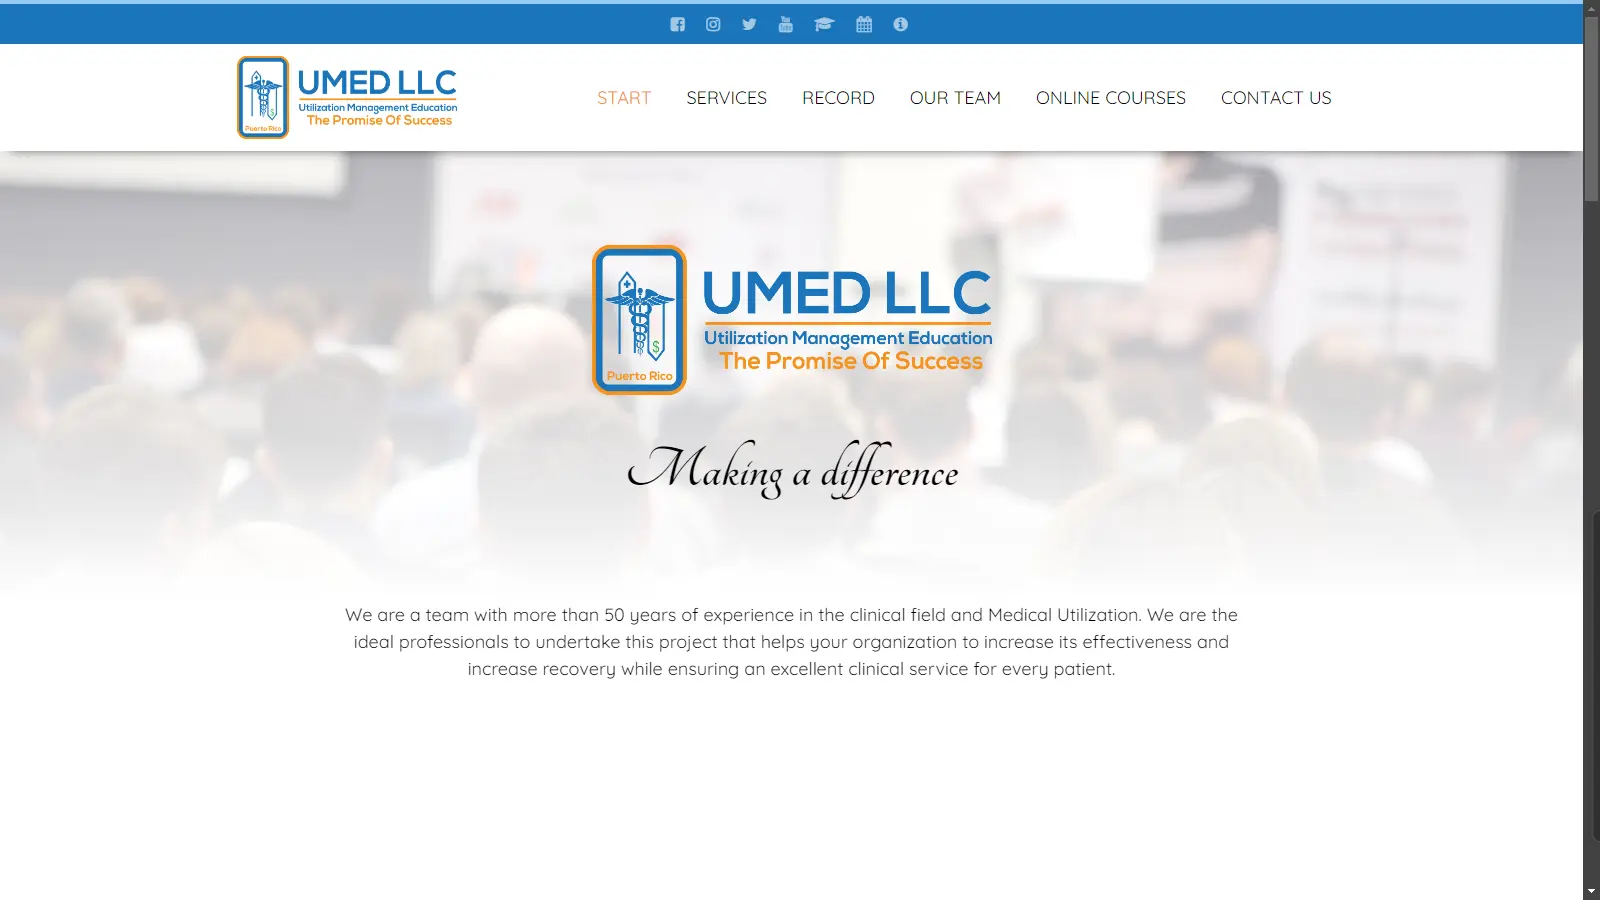 UMED LLC
Utilization Management Education
The Promise Of Success
Puerto Rico
START
SERVICES
RECORD
OUR TEAM
ONLINE COURSES
CONTACT US
UMED LLC
Utilization Management Education
The Promise Of Success
$
Puerto Rico
Making a difference
We are a team with more than 50 years of experience in the clinical field and Medical Utilization. We are the
ideal professionals to undertake this project that helps your organization to increase its effectiveness and
increase recovery while ensuring an excellent clinical service for every patient.